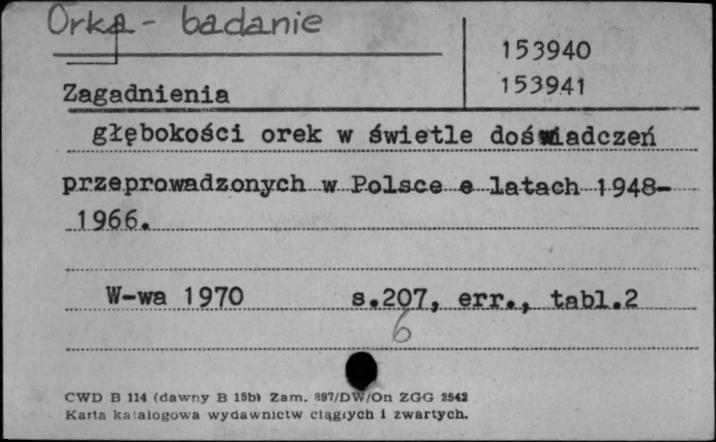 Orka - badanie
153940
153941
Zagadnienia
głębokości orek w świetle doświadczeń
przeprowadzonych w Polsce e latach 1948-
1966.
W-wa 1970 s.207, err., tabl.2
6
CWD B 114 (dawny B 15b) Zam. 897/DW/On ZGG 2542
Karta katalogowa wydawnictw ciągłych i zwartych.